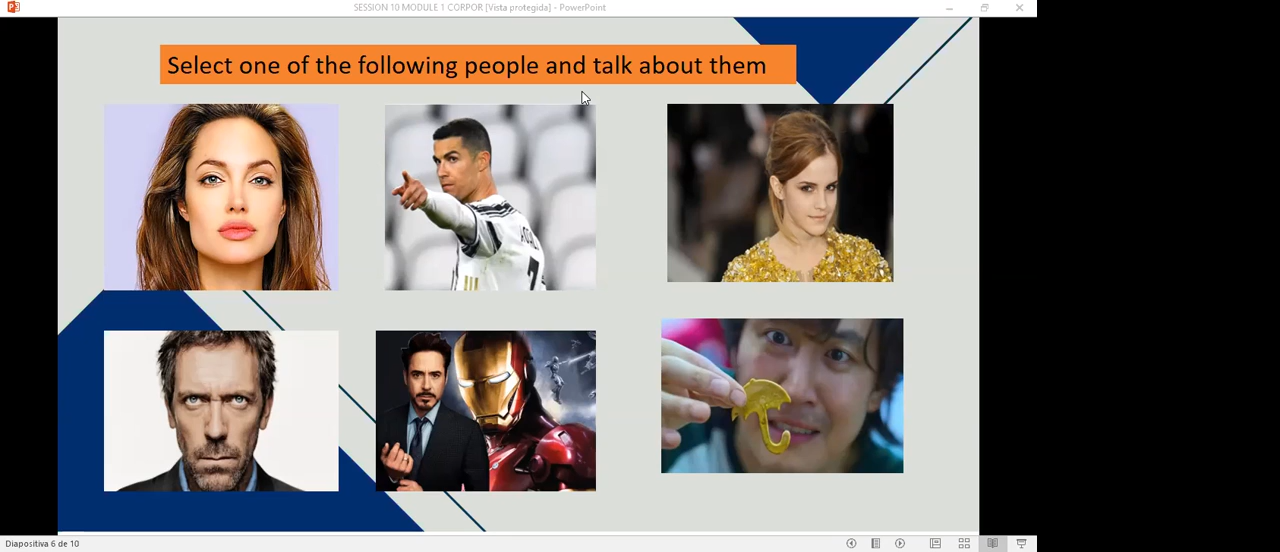 SESSION 10 MODULE 1 CORPOR [Vista protegida] - PowerPoint
Select one of the following people and talk about them
7
Diapositiva 6 de 10